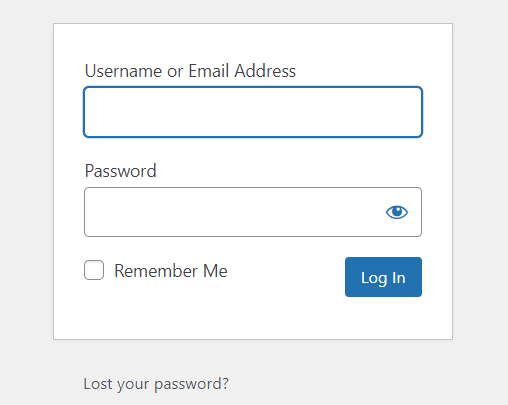 Username or Email Address
Password
Remember Me
Log In
Lost your password?